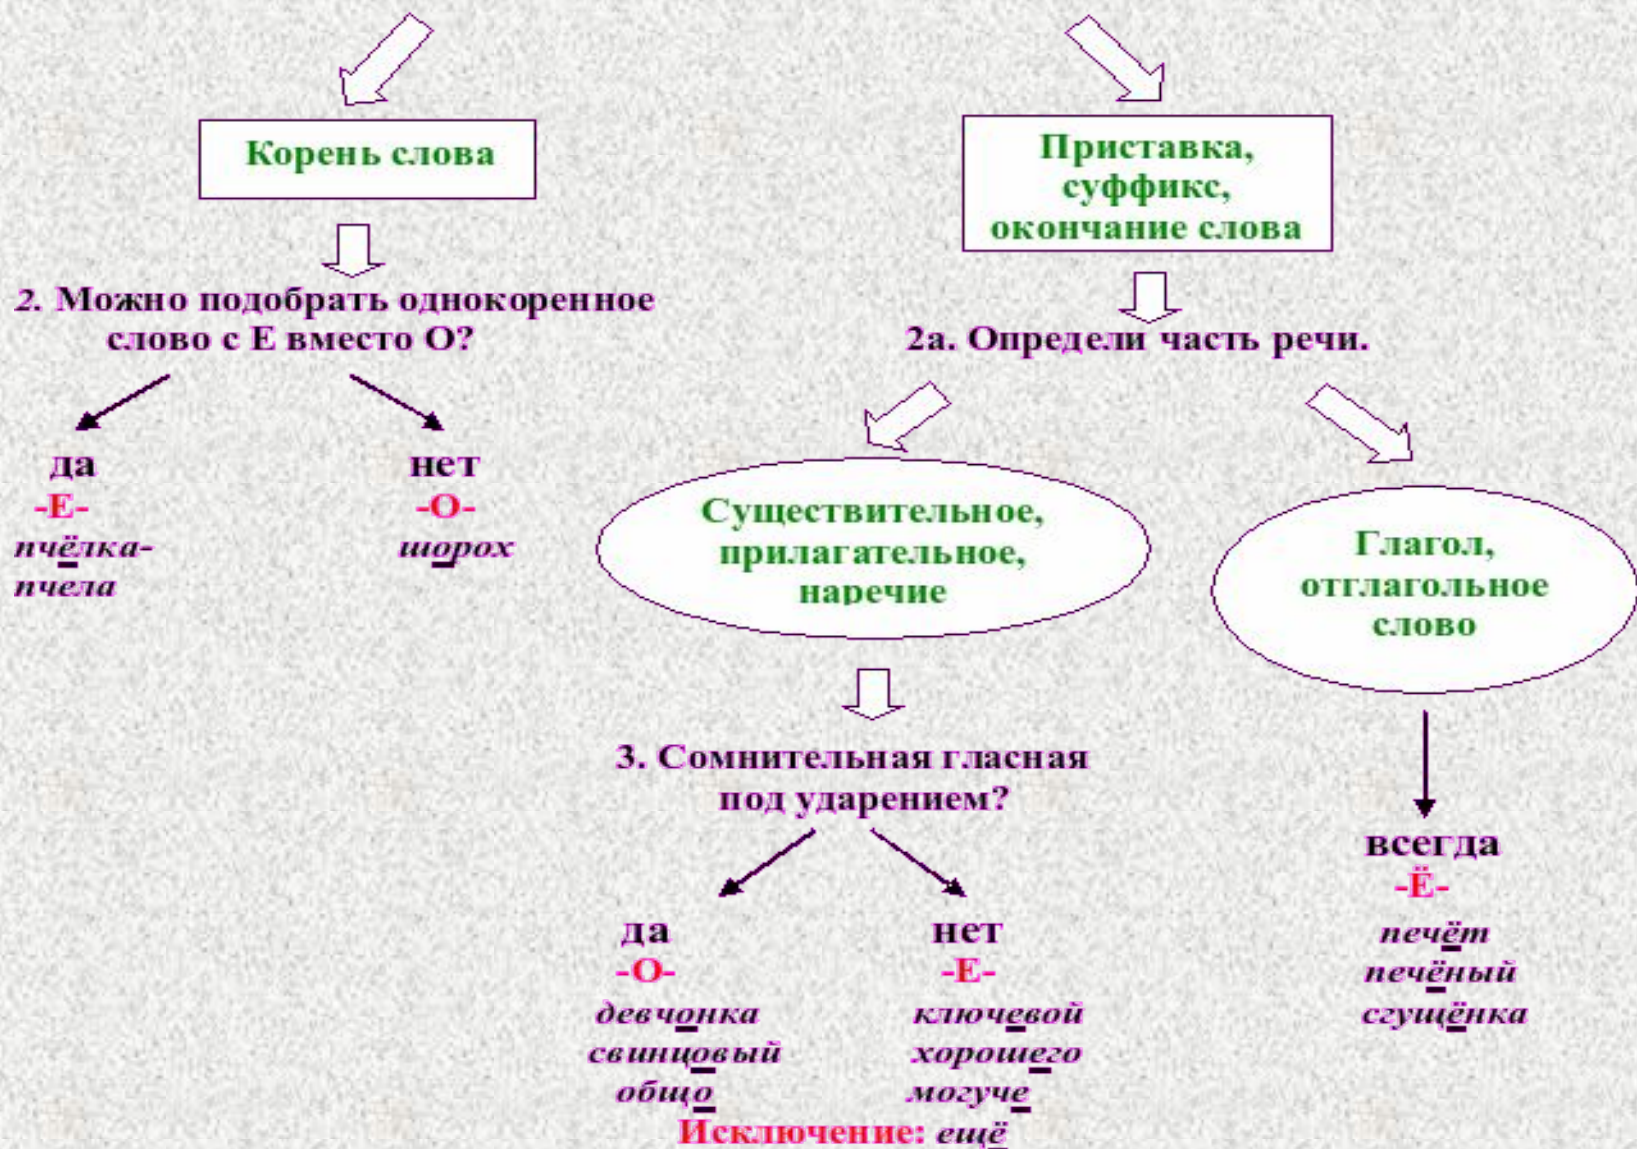 Корень слова
2. Можно подобрать однокоренное
слово с Е вместо О?
да
-Е-
пчёлка-
пчела
нет
-О-
шорох
Приставка,
суффикс,
окончание слова
2а. Определи часть речи.
Существительное,
прилагательное,
наречие
3. Сомнительная гласная
под ударением?
да
-О-
девчонка
свинцовый
общо
нет
-Е-
ключевой
хорошего
могуче
Исключение: ещё
Глагол,
отглагольное
слово
всегда
-Ё-
печёт
печёный
сгущёнка